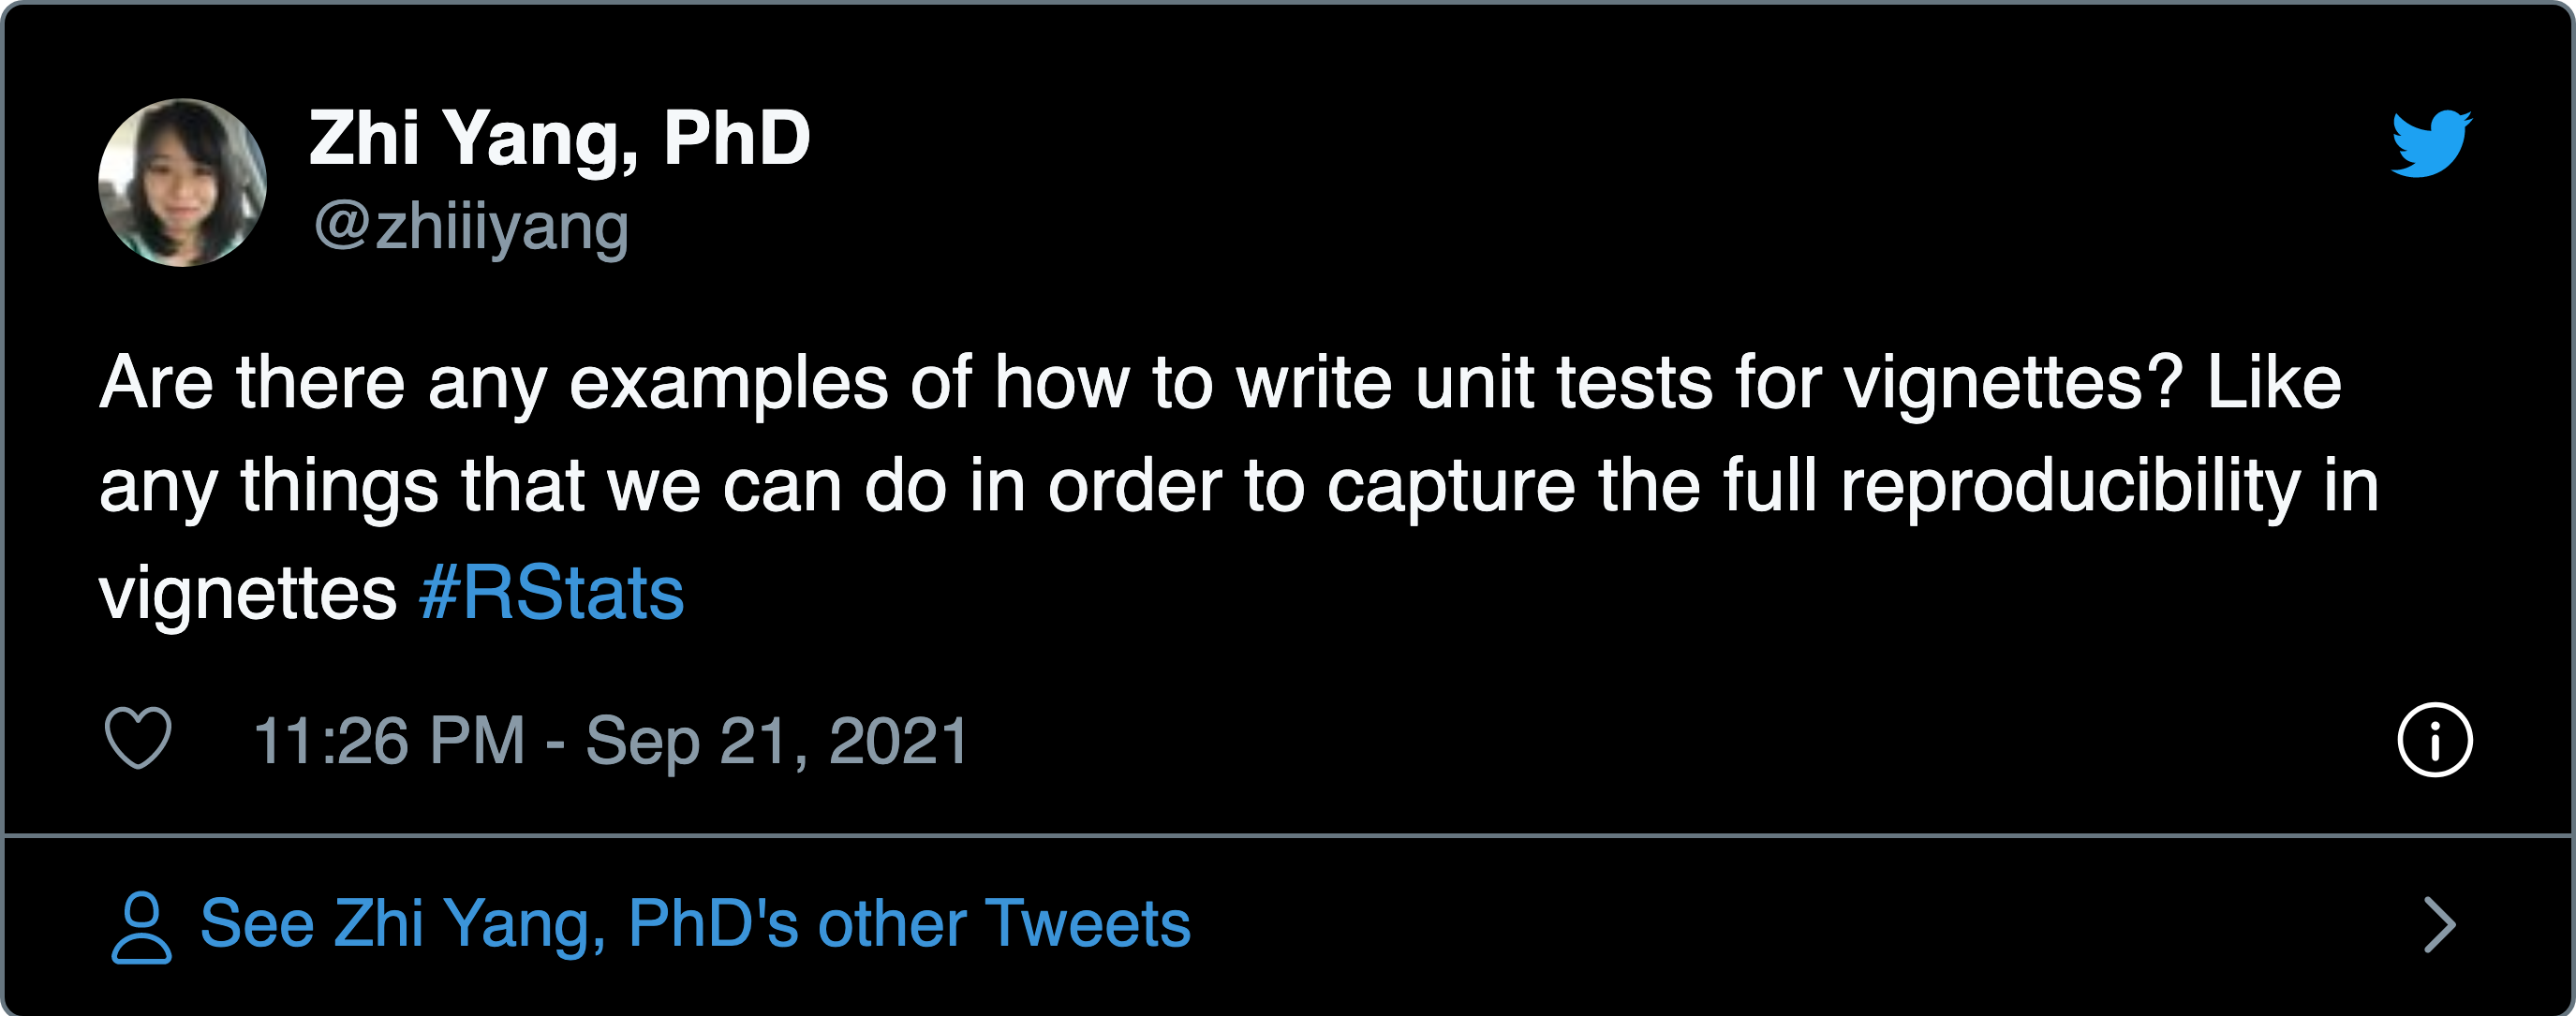 Zhi Yang, PhD
@zhiiiyang
Are there any examples of how to write unit tests for vignettes? Like
any things that we can do in order to capture the full reproducibility in
vignettes #RStats
11:26 PM - Sep 21, 2021
See Zhi Yang, PhD's other Tweets